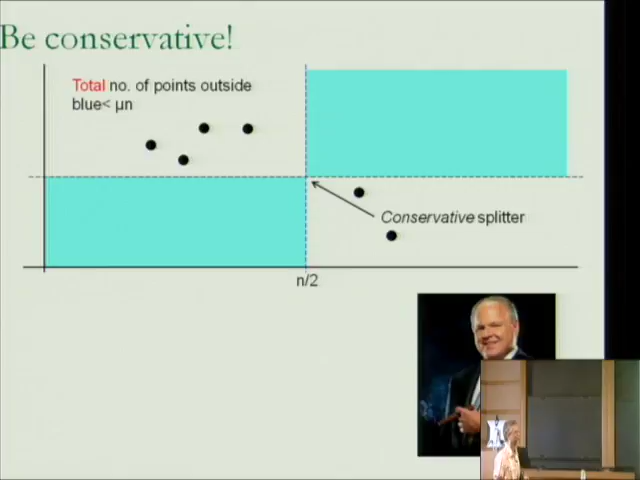 Be conservative!
Total no. of points outside
blue< µn
Conservative splitter
n/2